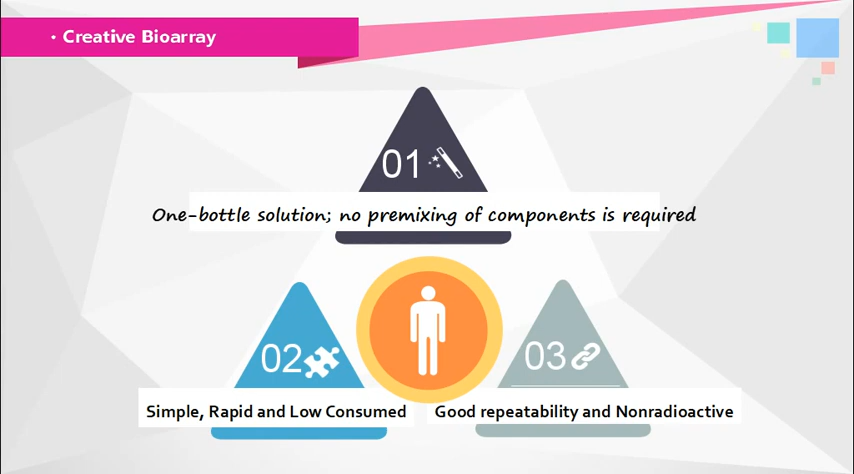 • Creative Bioarray
01
One-bottle solution; no premixing of components is required
02
03
Simple, Rapid and Low Consumed
Good repeatability and Nonradioactive